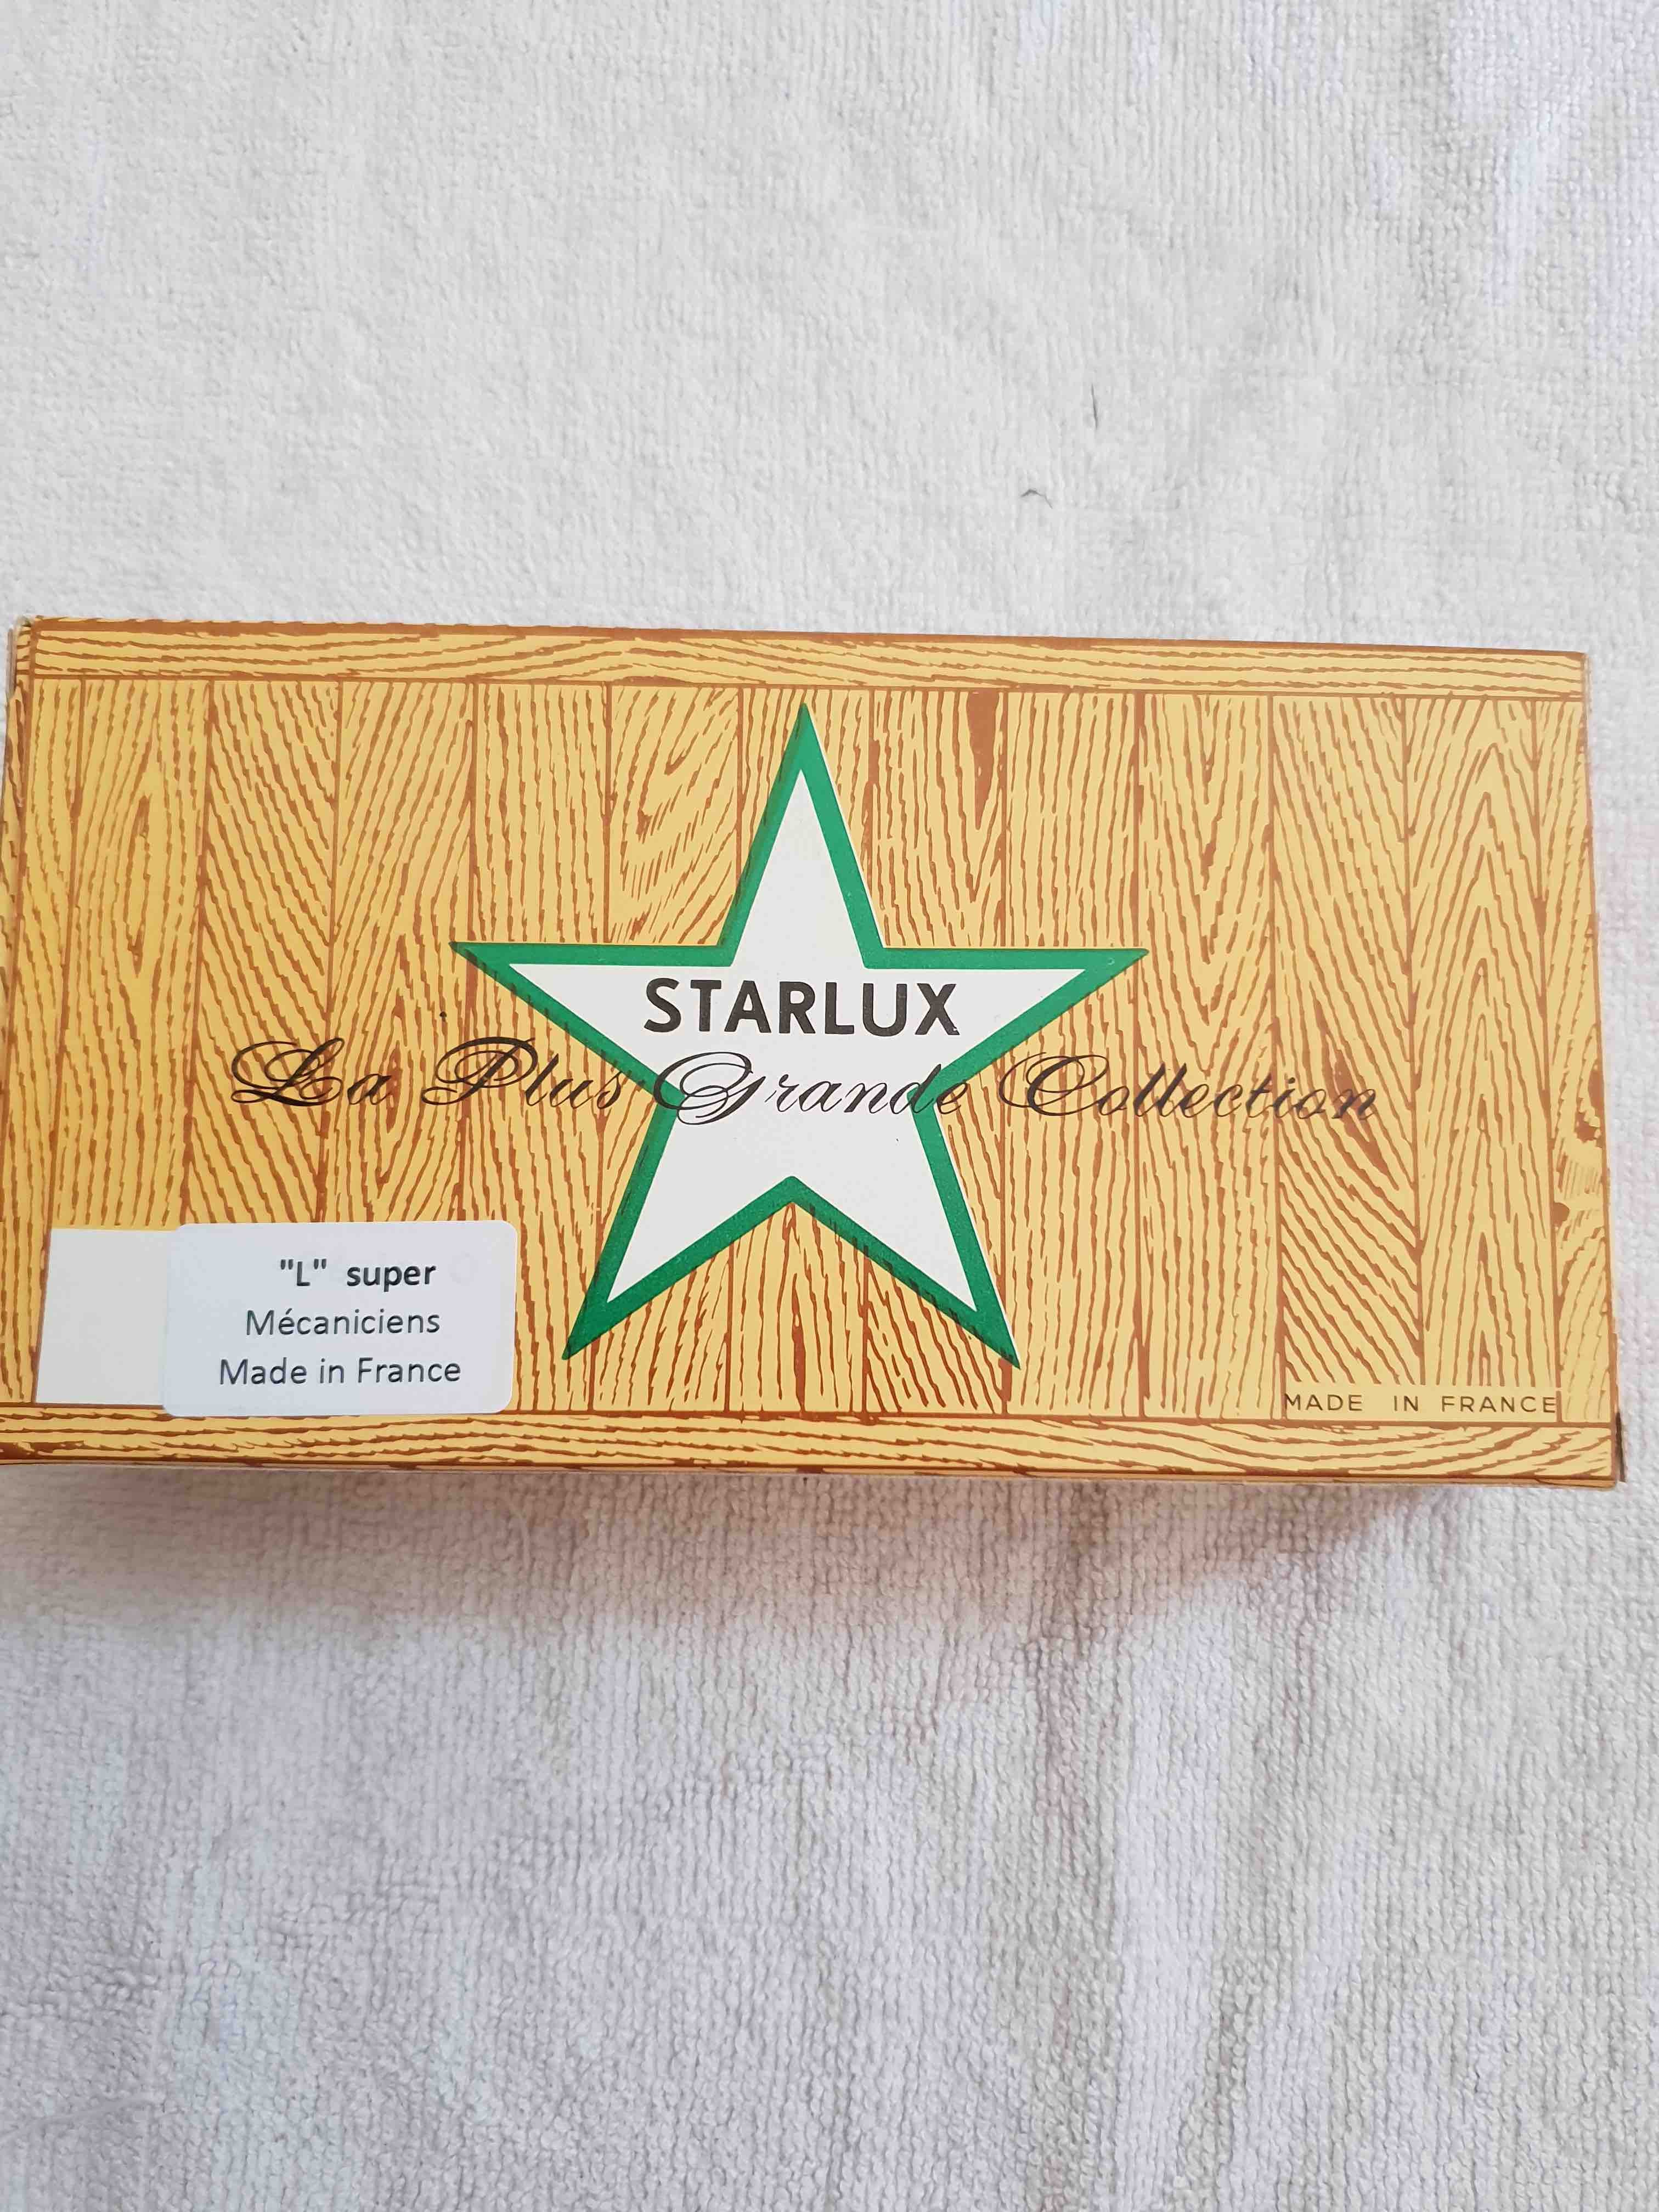 STARLUX
La Plus Grande Collection
"L" super
Mécaniciens
Made in France
MADE IN FRANCE